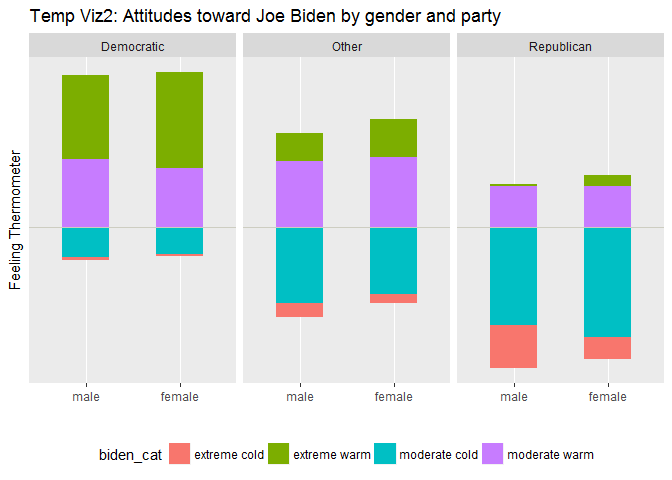 Temp Viz2: Attitudes toward Joe Biden by gender and party
Democratic
Other
Republican
Feeling Thermometer
male
female
male
female
male
female
biden_cat
extreme cold
extreme warm
moderate cold
moderate warm